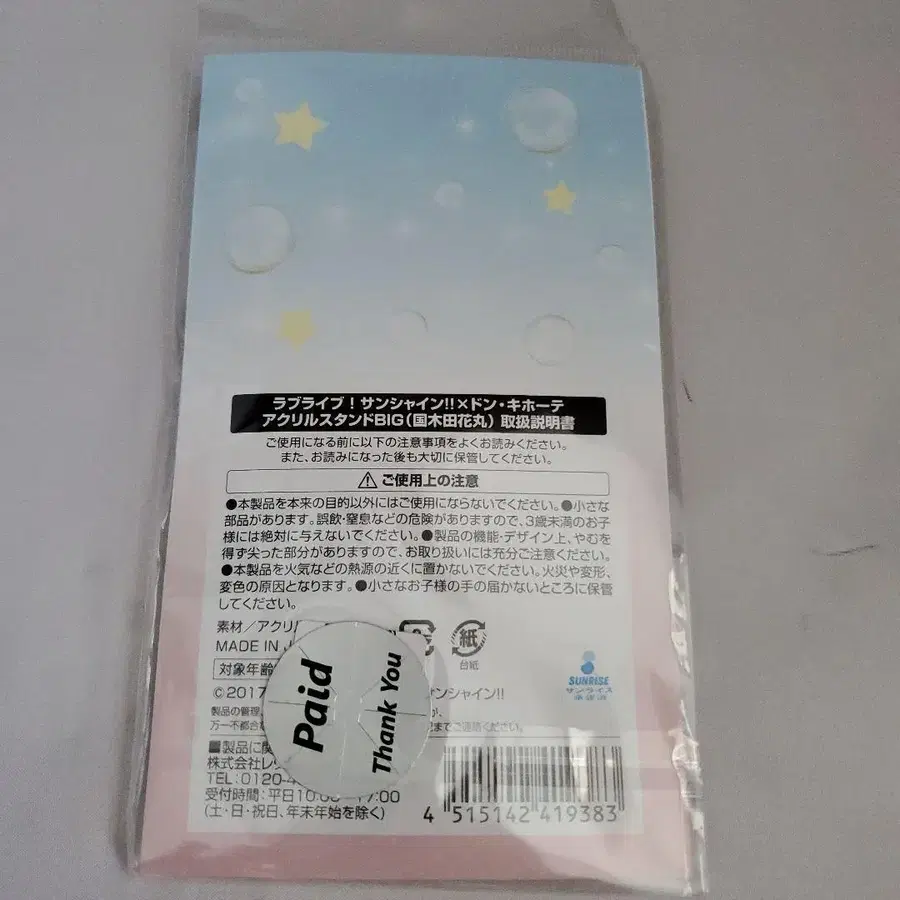 ラブライブ！サンシャイン!!×ドン・キホーテ
アクリルスタンドBIG（国木田花丸）取扱説明書
ご使用になる前に以下の注意事項をよくお読みください。
また、お読みになった後も大切に保管してください。
ご使用上の注意
●本製品を本来の目的以外にはご使用にならないでください。●小さな
部品があります。誤飲・窒息などの危険がありますので、3歳未満のお子
様には絶対に与えないでください。●製品の機能・デザイン上、やむを
得ず尖った部分がありますので、お取り扱いには充分ご注意ください。
●本製品を火気などの熱源の近くに置かないでください。火災や変形、
変色の原因となります。●小さなお子様の手の届かないところに保管
してください。
素材／アクリ
紙
台紙
MADE IN
対象年齢
SUNRISE
サンライズ
©2017
サンシャイン!!
製品の管理
が、
万一不都合な
までご連絡ください。
Paid
Thank You
■製品に関
株式会社レ
TEL:0120-4
受付時間：平日10:00 17:00
（土・日・祝日、年末年始を除く）
4 515142 419383